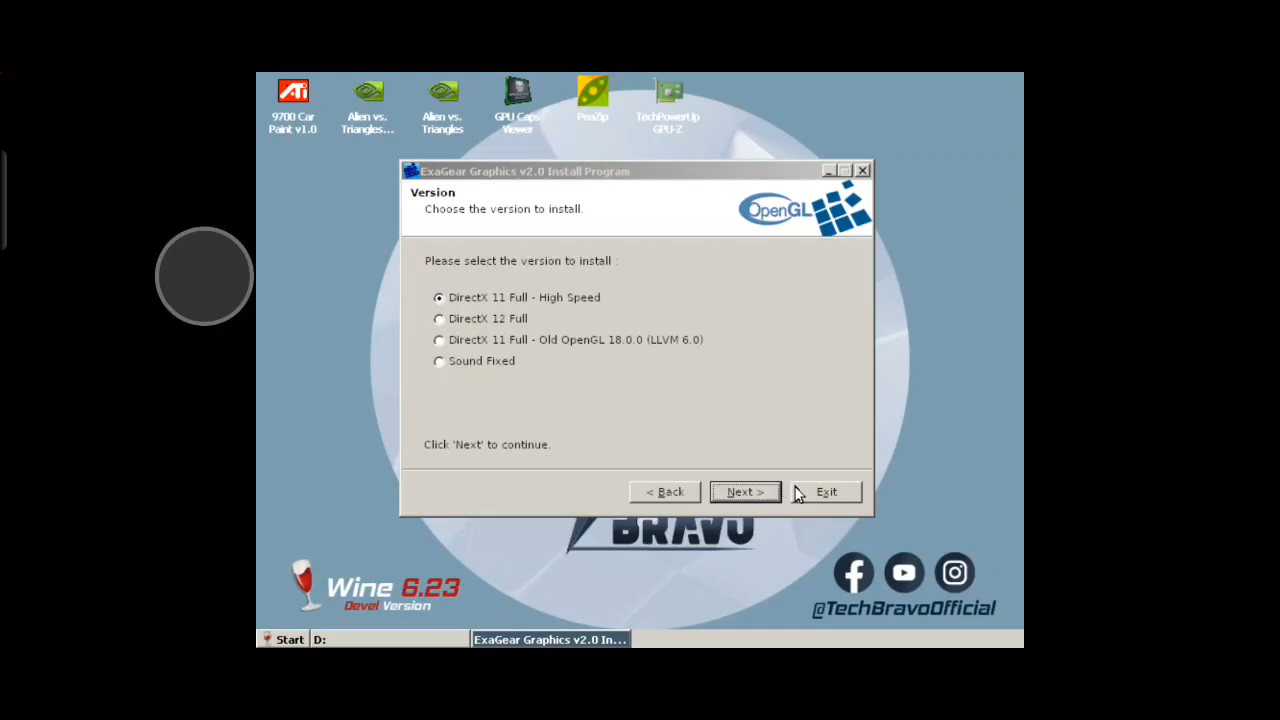 ATi
9700 Car
Paint v1.0
Alien vs.
Triangles...
Alien vs.
Triangles
GPU Caps
Viewer
PeaZip
TechPowerUp
GPU-Z
ExaGear Graphics v2.0 Install Program
Version
Choose the version to install.
OpenGL
Please select the version to install :
DirectX 11 Full - High Speed
DirectX 12 Full
DirectX 11 Full - Old OpenGL 18.0.0 (LLVM 6.0)
Sound Fixed
Click 'Next' to continue.
< Back
Next >
Exit
BRAVO
Wine 6.23
Devel Version
@TechBravoOfficial
Start
D:
ExaGear Graphics v2.0 In...